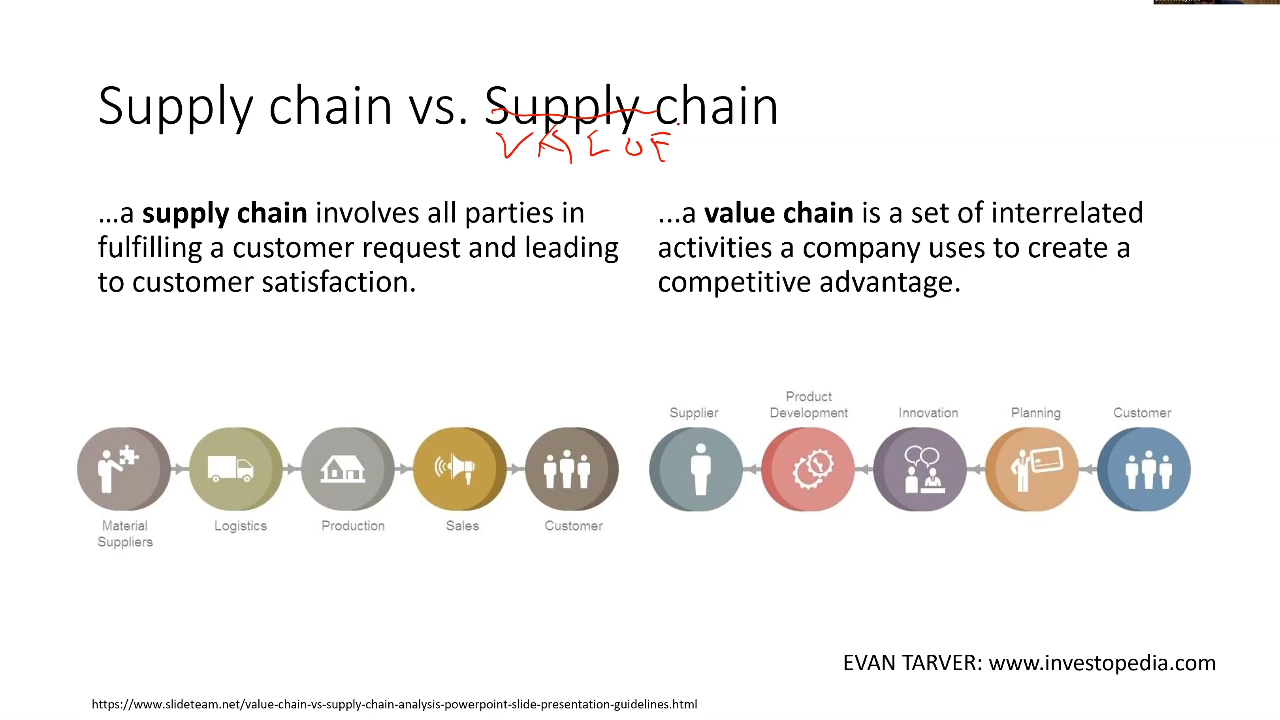 Supply chain vs. Supply chain
VALUE
...a supply chain involves all parties in
fulfilling a customer request and leading
to customer satisfaction.
...a value chain is a set of interrelated
activities a company uses to create a
competitive advantage.
Material
Suppliers
Logistics
Production
Sales
Customer
Supplier
Product
Development
Innovation
Planning
Customer
EVAN TARVER: www.investopedia.com
https://www.slideteam.net/value-chain-vs-supply-chain-analysis-powerpoint-slide-presentation-guidelines.html